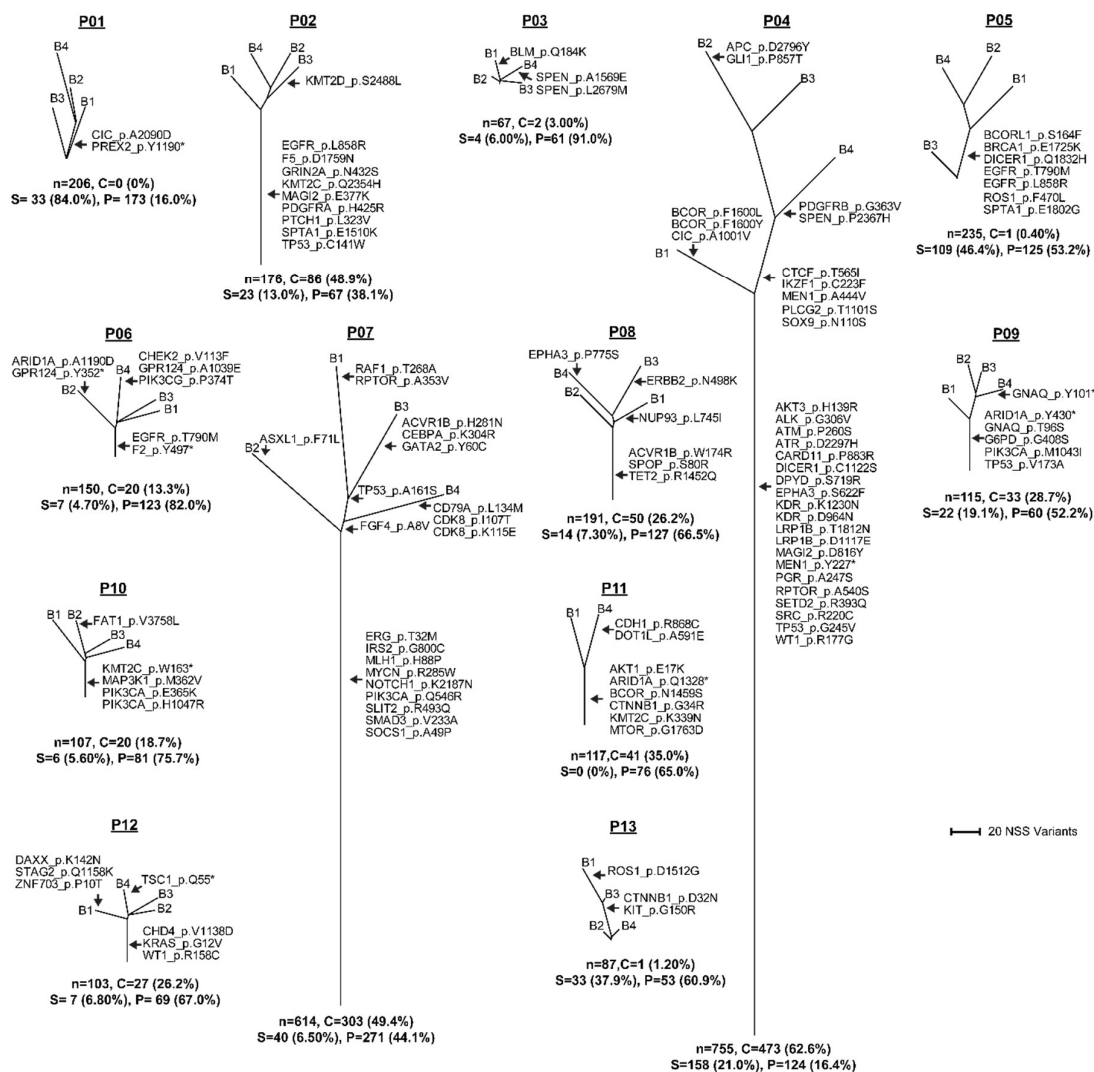 P01
B4
B2
B3
B1
CIC_p.A2090D
PREX2_p.Y1190*
n=206, C=0 (0%)
S= 33 (84.0%), P= 173 (16.0%)
P02
B4
B2
B3
B1
KMT2D_p.S2488L
EGFR_p.L858R
F5_p.D1759N
GRIN2A_p.N432S
KMT2C_p.Q2354H
MAGI2_p.E377K
PDGFRA_p.H425R
PTCH1_p.L323V
SPTA1_p.E1510K
TP53_p.C141W
n=176, C=86 (48.9%)
S=23 (13.0%), P=67 (38.1%)
P03
B1
BLM_p.Q184K
B4
B2
SPEN_p.A1569E
B3
SPEN_p.L2679M
n=67, C=2 (3.00%)
S=4 (6.00%), P=61 (91.0%)
P04
B2
APC_p.D2796Y
GLI1_p.P857T
B3
B4
PDGFRB_p.G363V
SPEN_p.P2367H
BCOR_p.F1600L
BCOR_p.F1600Y
CIC_p.A1001V
B1
CTCF_p.T565I
IKZF1_p.C223F
MEN1_p.A444V
PLCG2_p.T1101S
SOX9_p.N110S
AKT3_p.H139R
ALK_p.G306V
ATM_p.P260S
ATR_p.D2297H
CARD11_p.P883R
DICER1_p.C1122S
DPYD_p.S719R
EPHA3_p.S622F
KDR_p.K1230N
KDR_p.D964N
LRP1B_p.T1812N
LRP1B_p.D1117E
MAGI2_p.D816Y
MEN1_p.Y227*
PGR_p.A247S
RPTOR_p.A540S
SETD2_p.R393Q
SRC_p.R220C
TP53_p.G245V
WT1_p.R177G
n=755, C=473 (62.6%)
S=158 (21.0%), P=124 (16.4%)
P05
B2
B4
B1
B3
BCORL1_p.S164F
BRCA1_p.E1725K
DICER1_p.Q1832H
EGFR_p.T790M
EGFR_p.L858R
ROS1_p.F470L
SPTA1_p.E1802G
n=235, C=1 (0.40%)
S=109 (46.4%), P=125 (53.2%)
P06
ARID1A_p.A1190D
GPR124_p.Y352*
B2
B4
CHEK2_p.V113F
GPR124_p.A1039E
PIK3CG_p.P374T
B3
B1
EGFR_p.T790M
F2_p.Y497*
n=150, C=20 (13.3%)
S=7 (4.70%), P=123 (82.0%)
P07
B1
RAF1_p.T268A
RPTOR_p.A353V
B3
ACVR1B_p.H281N
CEBPA_p.K304R
GATA2_p.Y60C
ASXL1_p.F71L
B2
TP53_p.A161S
B4
CD79A_p.L134M
CDK8_p.I107T
CDK8_p.K115E
FGF4_p.A8V
ERG_p.T32M
IRS2_p.G800C
MLH1_p.H88P
MYCN_p.R285W
NOTCH1_p.K2187N
PIK3CA_p.Q546R
SLIT2_p.R493Q
SMAD3_p.V233A
SOCS1_p.A49P
n=614, C=303 (49.4%)
S=40 (6.50%), P=271 (44.1%)
P08
EPHA3_p.P775S
B4
B2
B3
ERBB2_p.N498K
B1
NUP93_p.L745I
ACVR1B_p.W174R
SPOP_p.S80R
TET2_p.R1452Q
n=191, C=50 (26.2%)
S=14 (7.30%), P=127 (66.5%)
P09
B2
B3
B4
B1
GNAQ_p.Y101*
ARID1A_p.Y430*
GNAQ_p.T96S
G6PD_p.G408S
PIK3CA_p.M1043I
TP53_p.V173A
n=115, C=33 (28.7%)
S=22 (19.1%), P=60 (52.2%)
P10
B1
B2
FAT1_p.V3758L
B3
B4
KMT2C_p.W163*
MAP3K1_p.M362V
PIK3CA_p.E365K
PIK3CA_p.H1047R
n=107, C=20 (18.7%)
S=6 (5.60%), P=81 (75.7%)
P11
B1
B4
CDH1_p.R868C
DOT1L_p.A591E
AKT1_p.E17K
ARID1A_p.Q1328*
BCOR_p.N1459S
CTNNB1_p.G34R
KMT2C_p.K339N
MTOR_p.G1763D
n=117,C=41 (35.0%)
S=0 (0%), P=76 (65.0%)
P12
DAXX_p.K142N
STAG2_p.Q1158K
ZNF703_p.P10T
B1
B4
TSC1_p.Q55*
B3
B2
CHD4_p.V1138D
KRAS_p.G12V
WT1_p.R158C
n=103, C=27 (26.2%)
S= 7 (6.80%), P= 69 (67.0%)
P13
B1
ROS1_p.D1512G
B3
CTNNB1_p.D32N
KIT_p.G150R
B2
B4
n=87,C=1 (1.20%)
S=33 (37.9%), P=53 (60.9%)
20 NSS Variants